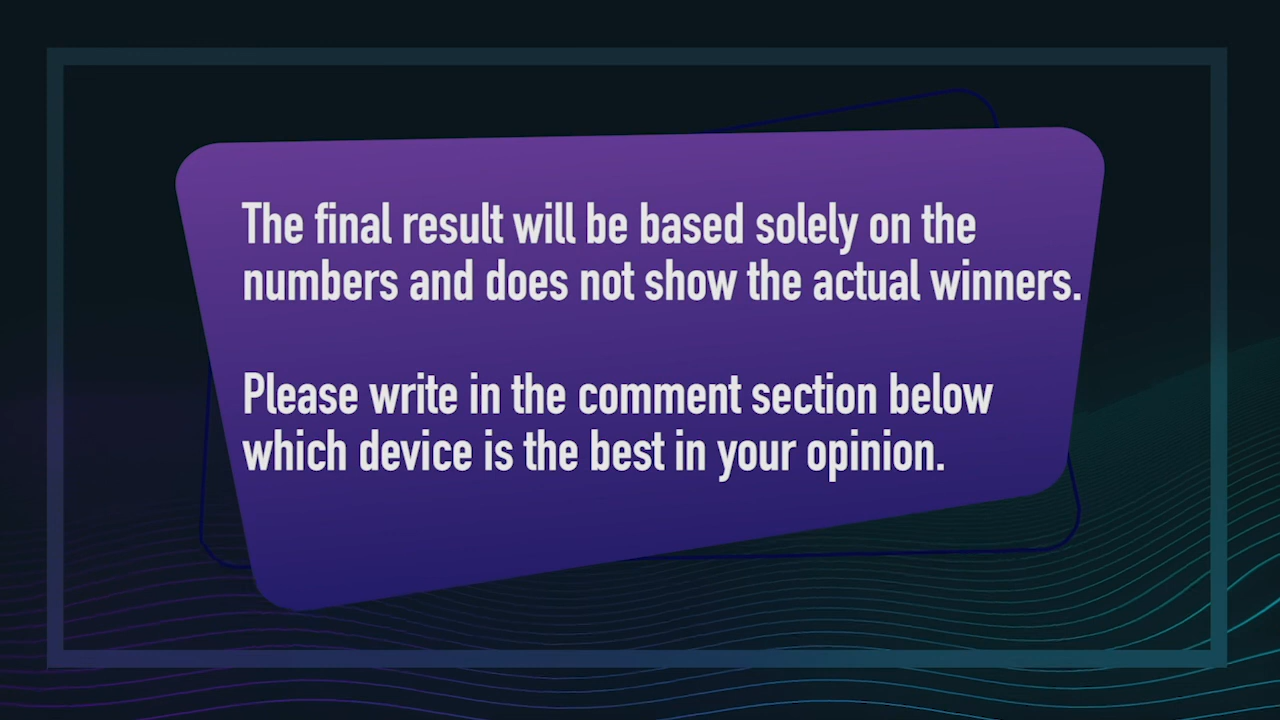 The final result will be based solely on the
numbers and does not show the actual winners.
Please write in the comment section below
which device is the best in your opinion.